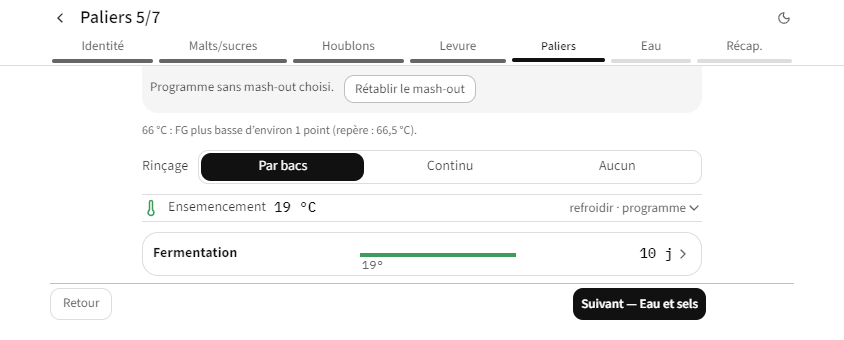 Paliers 5/7
Identité Malts/sucres Houblons Levure Paliers Eau Récap.
Programme sans mash-out choisi. Rétablir le mash-out
66 °C : FG plus basse d'environ 1 point (repère : 66,5 °C).
Rinçage Par bacs Continu Aucun
Ensemencement 19 °C refroidir · programme
Fermentation 10 j
19°
Retour Suivant — Eau et sels